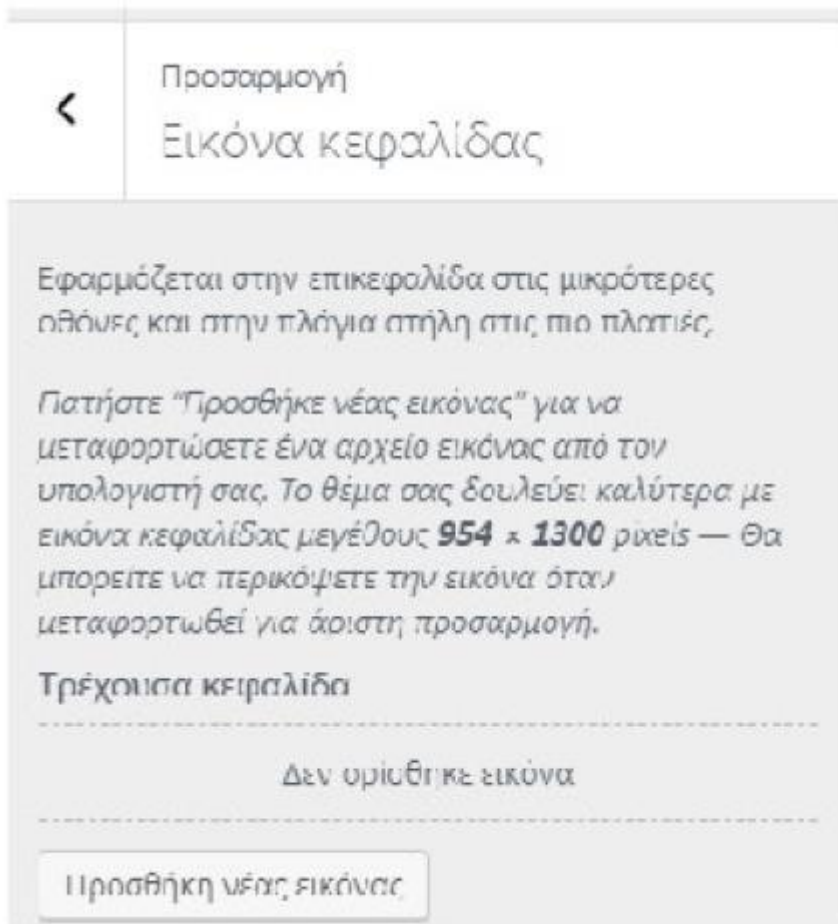 Προσαρμογή
Εικόνα κεφαλίδας
Εφαρμόζεται στην επικεφαλίδα στις μικρότερες
οθόνες και στην πλάγια στήλη στις πιο πλατιές.
Πατήστε “Προσθήκε νέας εικόνας” για να
μεταφορτώσετε ένα αρχείο εικόνας από τον
υπολογιστή σας. Το θέμα σας δουλεύει καλύτερα με
εικόνα κεφαλίδας μεγέθους 954 × 1300 pixels — Θα
μπορείτε να περικόψετε την εικόνα όταν
μεταφορτωθεί για άριστη προσαρμογή.
Τρέχουσα κεφαλίδα
Δεν ορίσθηκε εικόνα
Προσθήκη νέας εικόνας